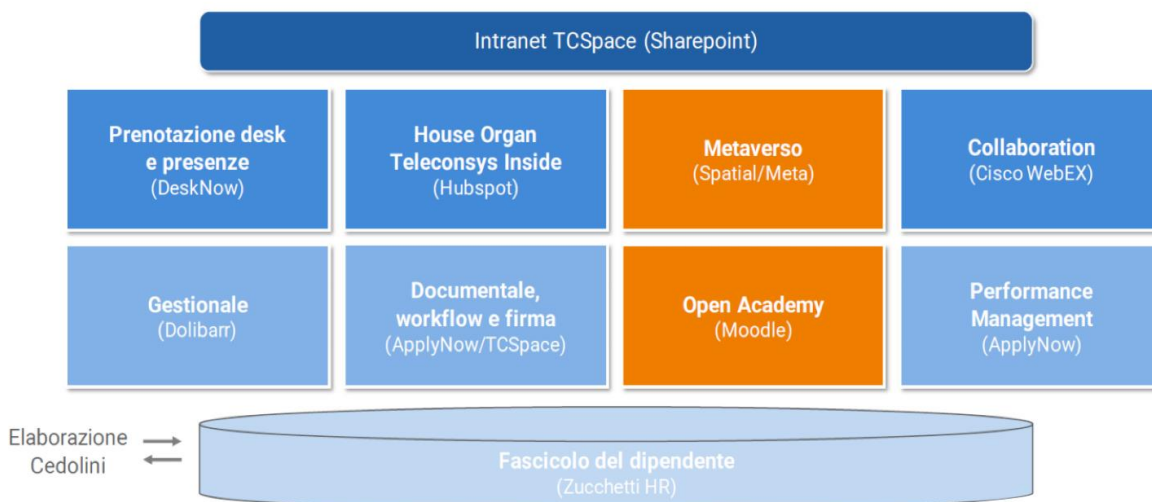 Intranet TCSpace (Sharepoint)
Prenotazione desk
e presenze
(DeskNow)
House Organ
Teleconsys Inside
(Hubspot)
Metaverso
(Spatial/Meta)
Collaboration
(Cisco WebEX)
Gestionale
(Dolibarr)
Documentale,
workflow e firma
(ApplyNow/TCSpace)
Open Academy
(Moodle)
Performance
Management
(ApplyNow)
Elaborazione
Cedolini
Fascicolo del dipendente
(Zucchetti HR)